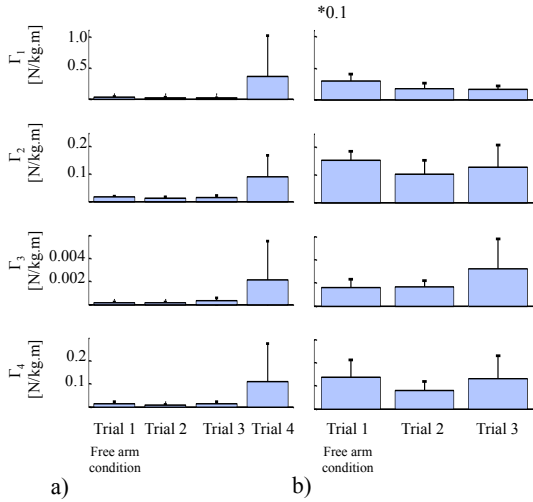 *0.1
Γ1
[N/kg.m]
1.0
0.5
Γ2
[N/kg.m]
0.2
0.1
Γ3
[N/kg.m]
0.004
0.002
Γ4
[N/kg.m]
0.2
0.1
Trial 1 Trial 2 Trial 3 Trial 4 Trial 1 Trial 2 Trial 3
Free arm Free arm
condition condition
a) b)